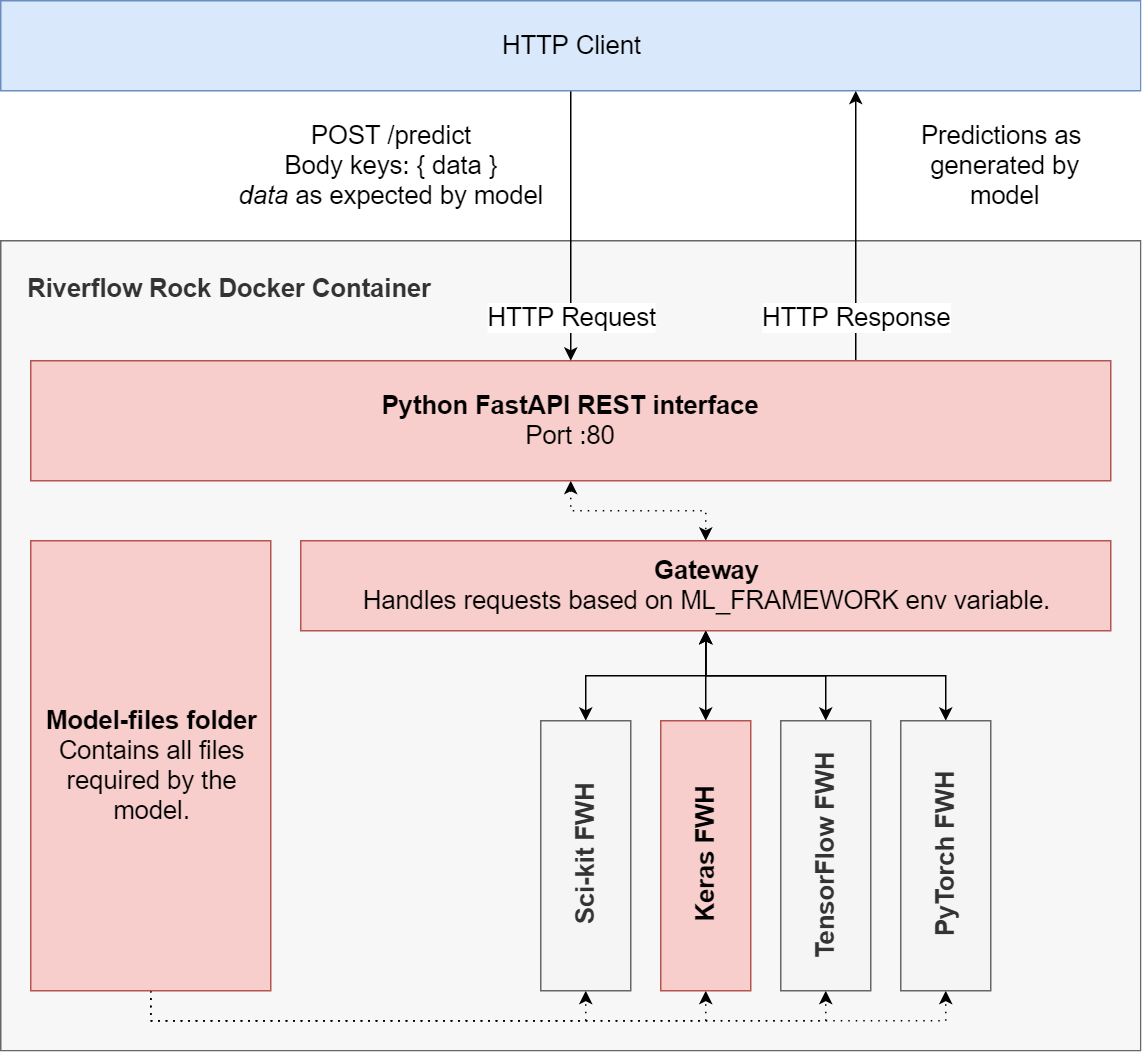 HTTP Client
POST /predict
Body keys: { data }
data as expected by model
Predictions as
generated by
model
Riverflow Rock Docker Container
HTTP Request
HTTP Response
Python FastAPI REST interface
Port :80
Gateway
Handles requests based on ML_FRAMEWORK env variable.
Model-files folder
Contains all files
required by the
model.
Sci-kit FWH
Keras FWH
TensorFlow FWH
PyTorch FWH